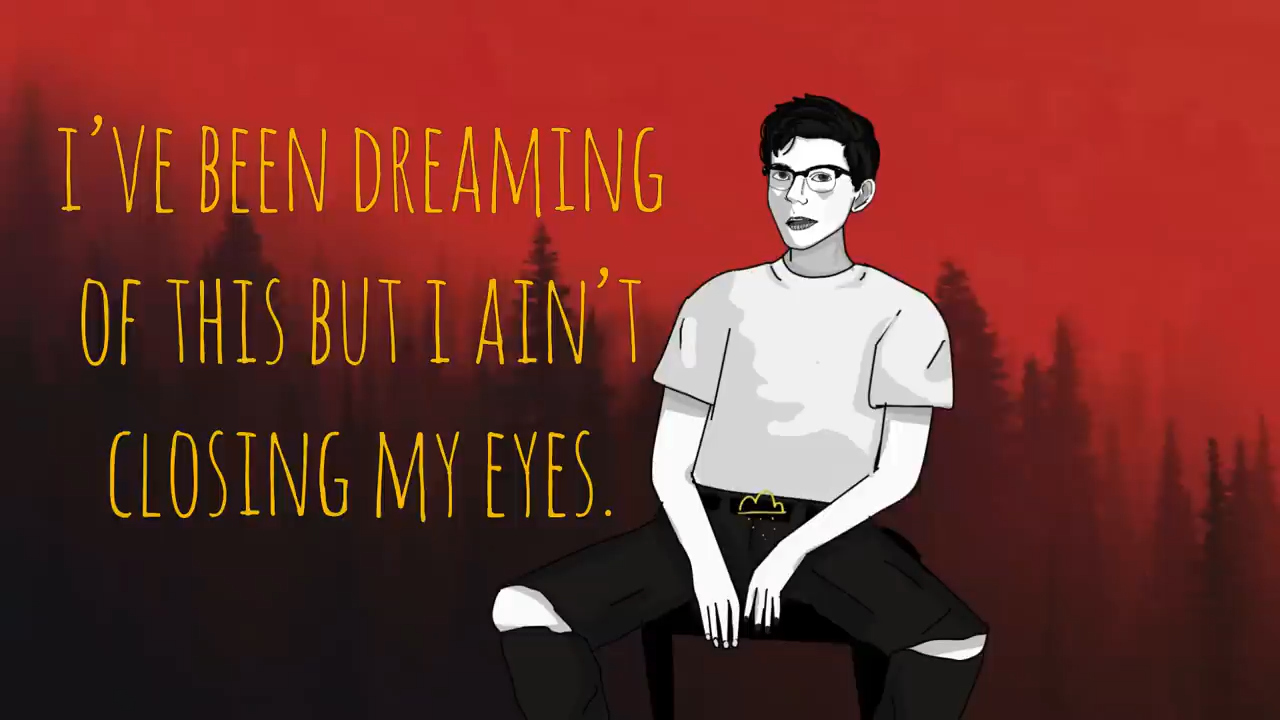 I'VE BEEN DREAMING
OF THIS BUT I AIN'T
CLOSING MY EYES.